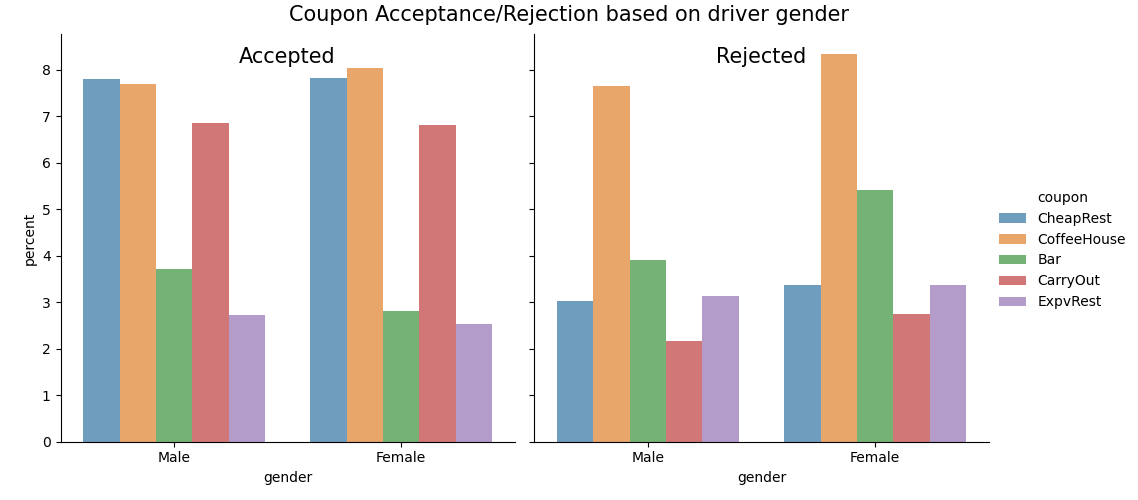 Coupon Acceptance/Rejection based on driver gender
Accepted
Rejected
percent
8
7
6
5
4
3
2
1
0
Male
Female
gender
Male
Female
gender
coupon
CheapRest
CoffeeHouse
Bar
CarryOut
ExpvRest